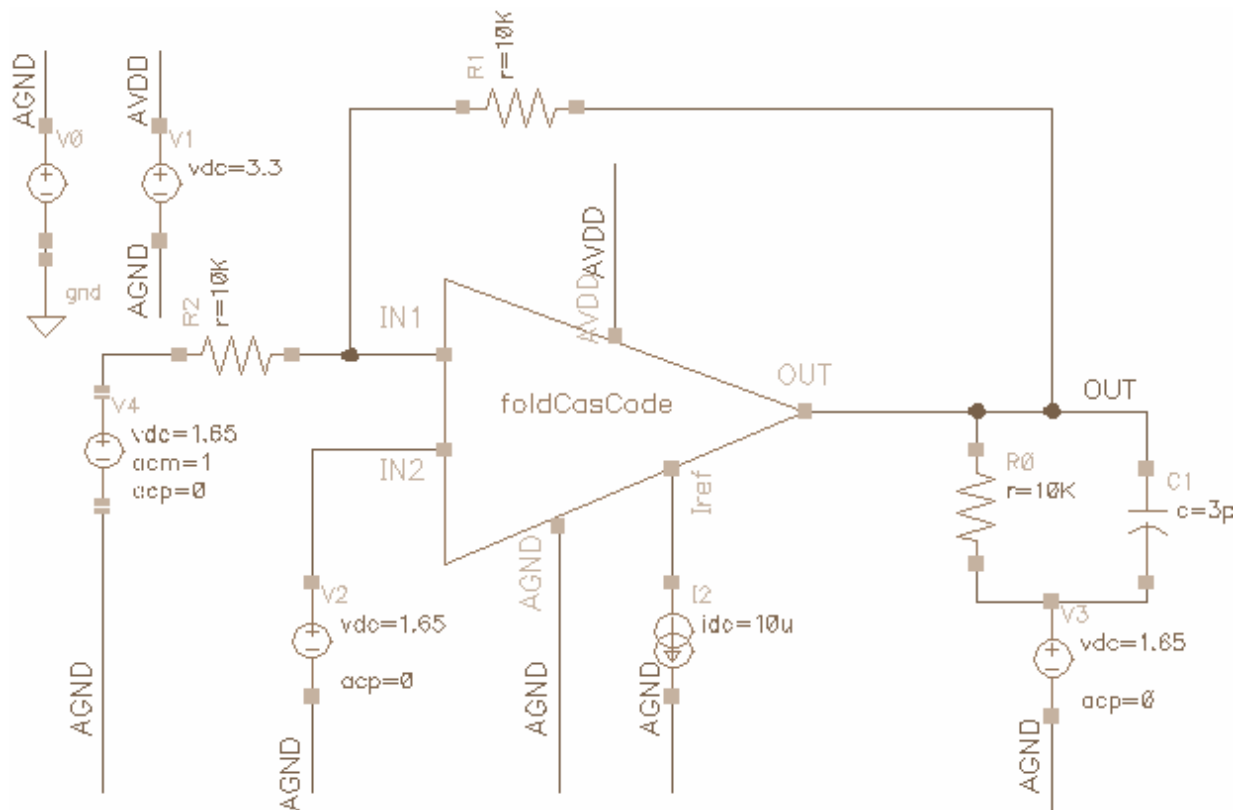 AGND
V0
gnd
AVDD
V1
vdc=3.3
AGND
R1
r=10K
R2
r=10K
IN1
AVDD
AVDD
foldCasCode
OUT
OUT
V4
vdc=1.65
acm=1
acp=0
AGND
IN2
V2
vdc=1.65
acp=0
AGND
AGND
AGND
Iref
I2
idc=10u
AGND
R0
r=10K
C1
c=3p
V3
vdc=1.65
acp=0
AGND